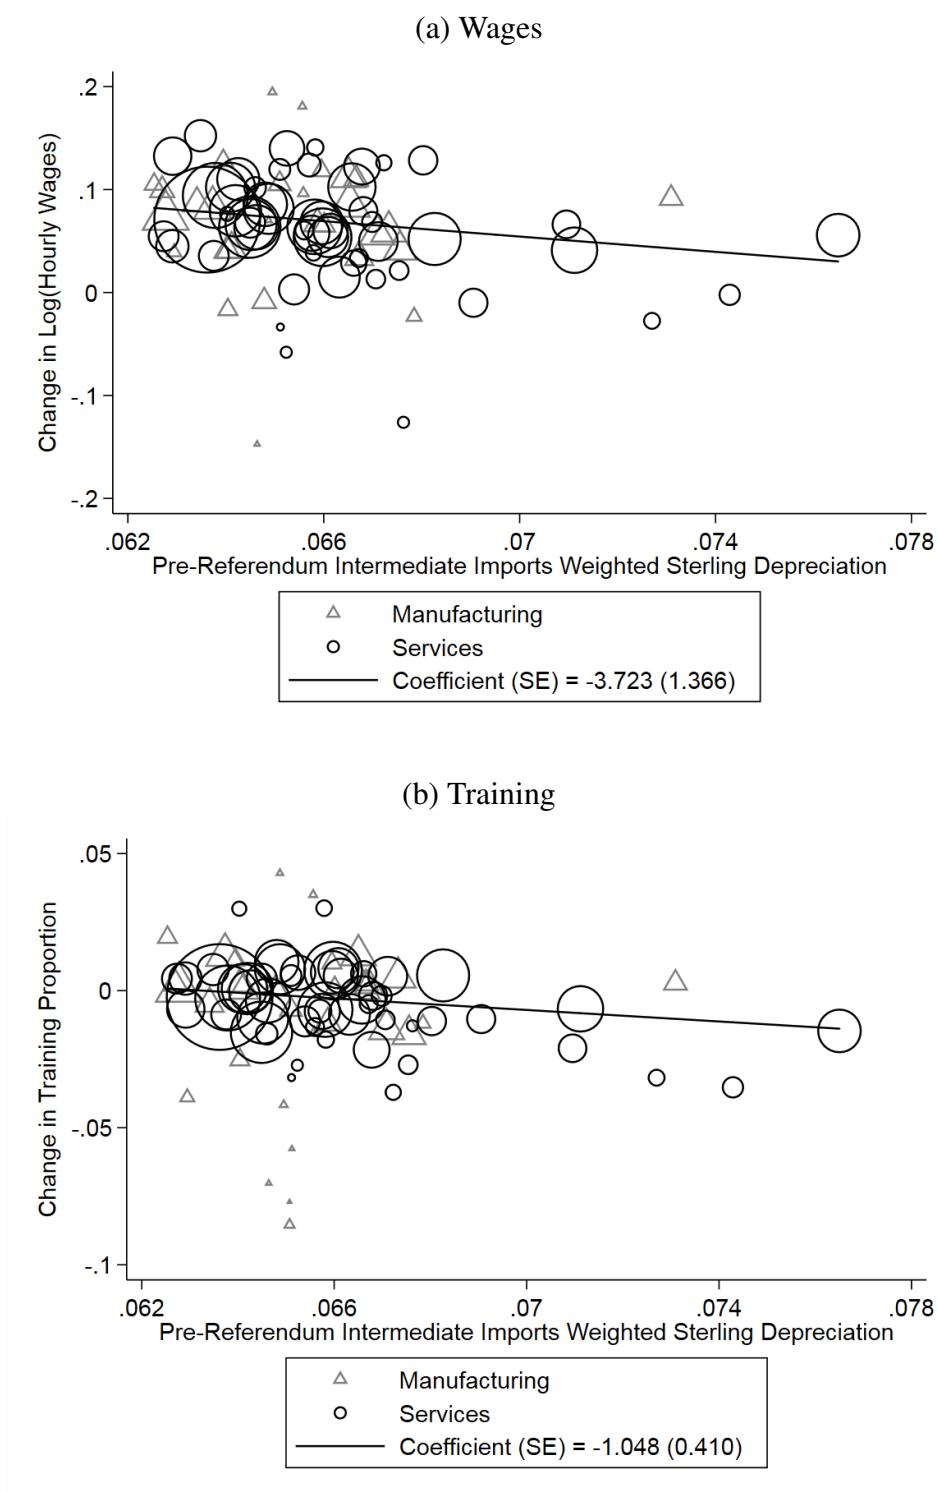 (a) Wages
Change in Log(Hourly Wages)
.2
.1
0
-.1
-.2
.062 .066 .07 .074 .078
Pre-Referendum Intermediate Imports Weighted Sterling Depreciation
Manufacturing
Services
Coefficient (SE) = -3.723 (1.366)
(b) Training
Change in Training Proportion
.05
0
-.05
-.1
.062 .066 .07 .074 .078
Pre-Referendum Intermediate Imports Weighted Sterling Depreciation
Manufacturing
Services
Coefficient (SE) = -1.048 (0.410)